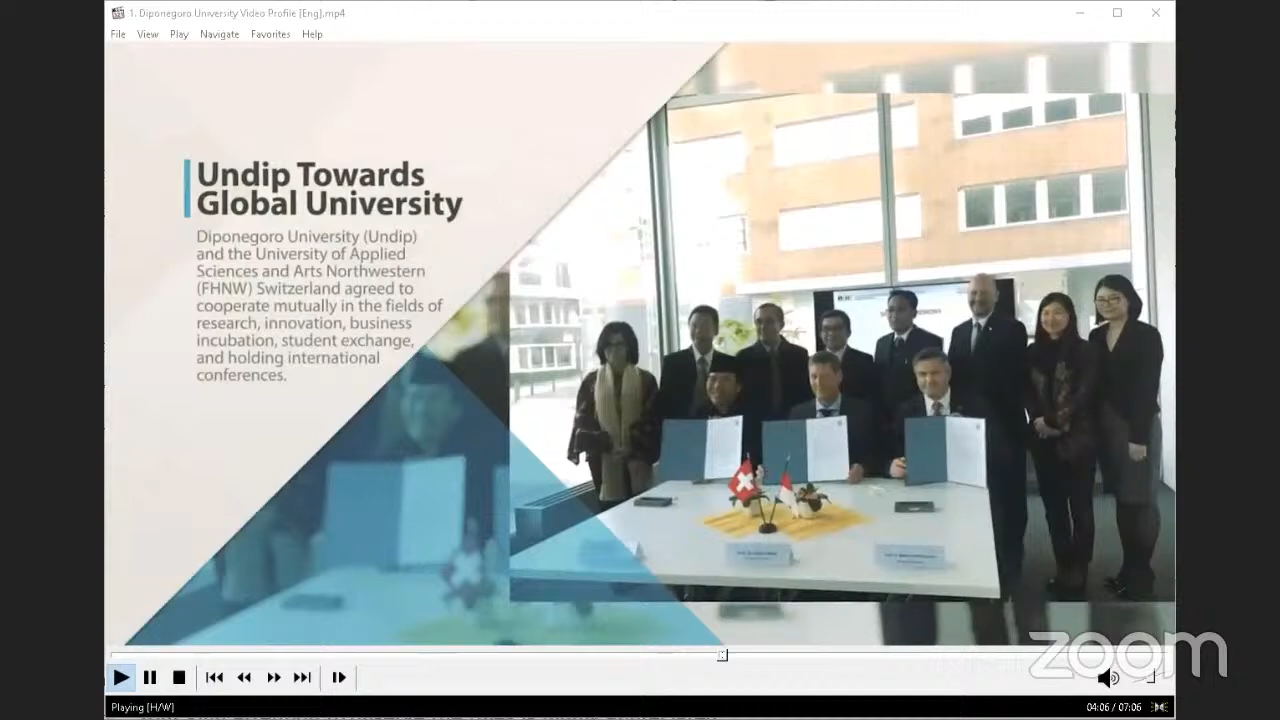 1. Diponegoro University Video Profile [Eng].mp4
File View Play Navigate Favorites Help
Undip Towards
Global University
Diponegoro University (Undip)
and the University of Applied
Sciences and Arts Northwestern
(FHNW) Switzerland agreed to
cooperate mutually in the fields of
research, innovation, business
incubation, student exchange,
and holding international
conferences.
zoom
Playing [H/W]
04:06 / 07:06